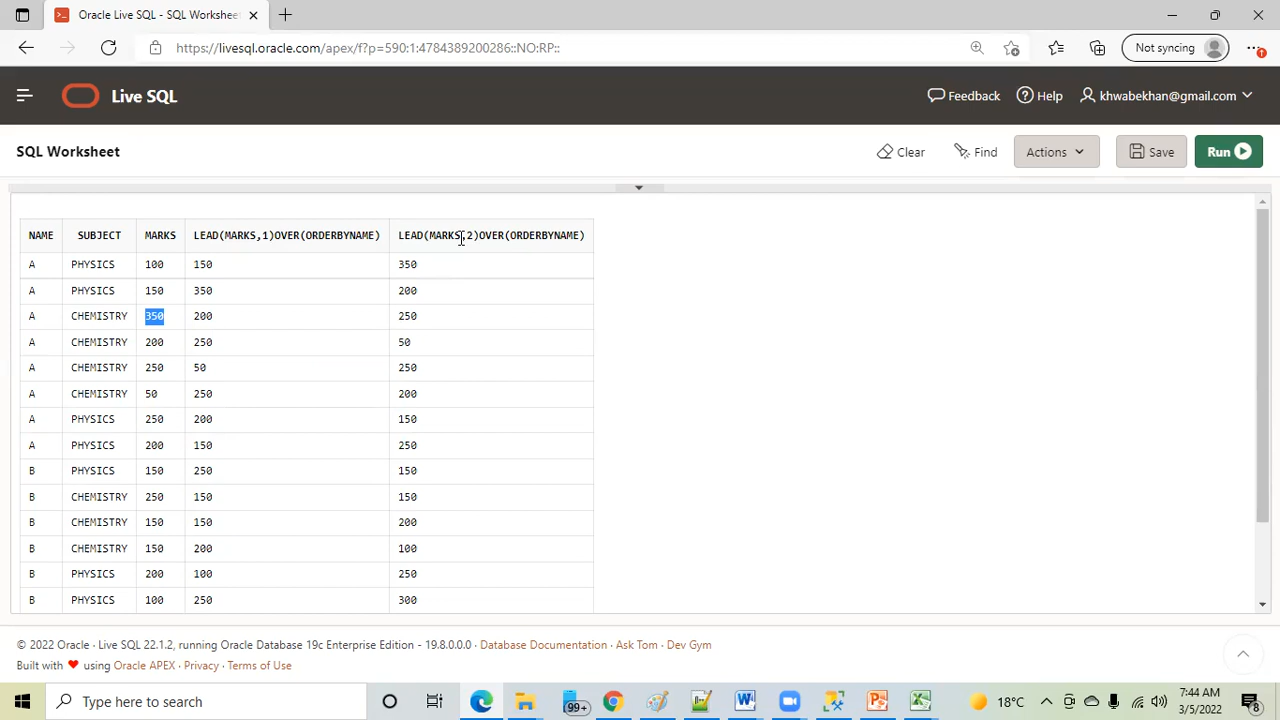 Oracle Live SQL - SQL Worksheet
https://livesql.oracle.com/apex/f?p=590:1:4784389200286::NO:RP::
Not syncing
Live SQL
Feedback
Help
khwabekhan@gmail.com
SQL Worksheet
Clear
Find
Actions
Save
Run
NAME SUBJECT MARKS LEAD(MARKS,1)OVER(ORDERBYNAME) LEAD(MARKS,2)OVER(ORDERBYNAME)
A PHYSICS 100 150 350
A PHYSICS 150 350 200
A CHEMISTRY 350 200 250
A CHEMISTRY 200 250 50
A CHEMISTRY 250 50 250
A CHEMISTRY 50 250 200
A PHYSICS 250 200 150
A PHYSICS 200 150 250
B PHYSICS 150 250 150
B CHEMISTRY 250 150 150
B CHEMISTRY 150 150 200
B CHEMISTRY 150 200 100
B PHYSICS 200 100 250
B PHYSICS 100 250 300
© 2022 Oracle · Live SQL 22.1.2, running Oracle Database 19c Enterprise Edition - 19.8.0.0.0 · Database Documentation · Ask Tom · Dev Gym
Built with ❤ using Oracle APEX · Privacy · Terms of Use
Type here to search
99+
18°C
7:44 AM
3/5/2022
8